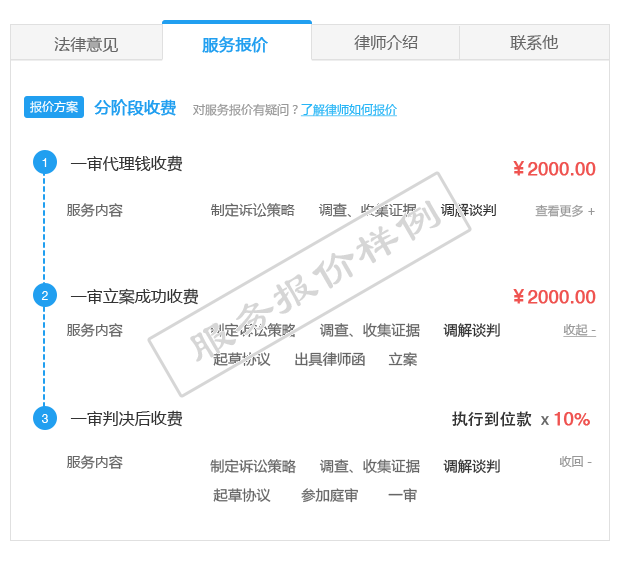 法律意见 服务报价 律师介绍 联系他
报价方案 分阶段收费 对服务报价有疑问？了解律师如何报价
1 一审代理钱收费 ¥2000.00
服务内容 制定诉讼策略 调查、收集证据 调解谈判 查看更多 +
服务报价样例
2 一审立案成功收费 ¥2000.00
服务内容 制定诉讼策略 调查、收集证据 调解谈判 收起 -
起草协议 出具律师函 立案
3 一审判决后收费 执行到位款 x 10%
服务内容 制定诉讼策略 调查、收集证据 调解谈判 收回 -
起草协议 参加庭审 一审